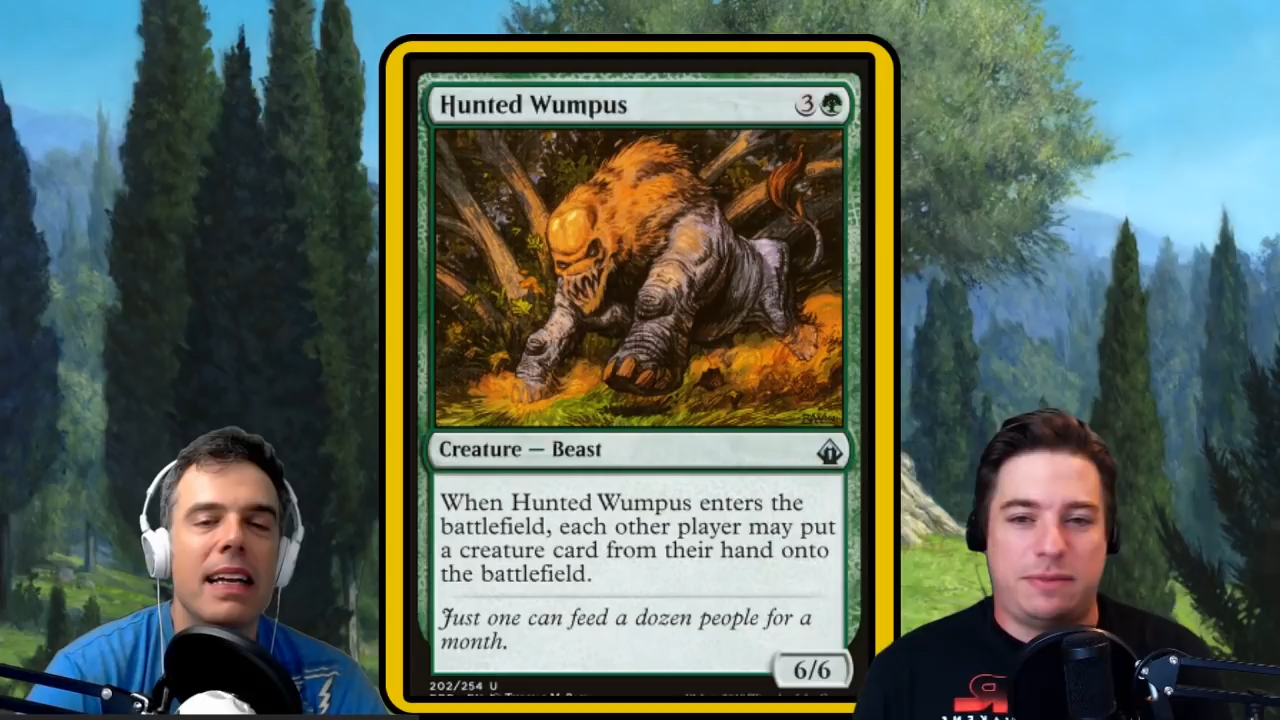 Hunted Wumpus 3
Creature — Beast
When Hunted Wumpus enters the
battlefield, each other player may put
a creature card from their hand onto
the battlefield.
Just one can feed a dozen people for a
month.
6/6
202/254 U